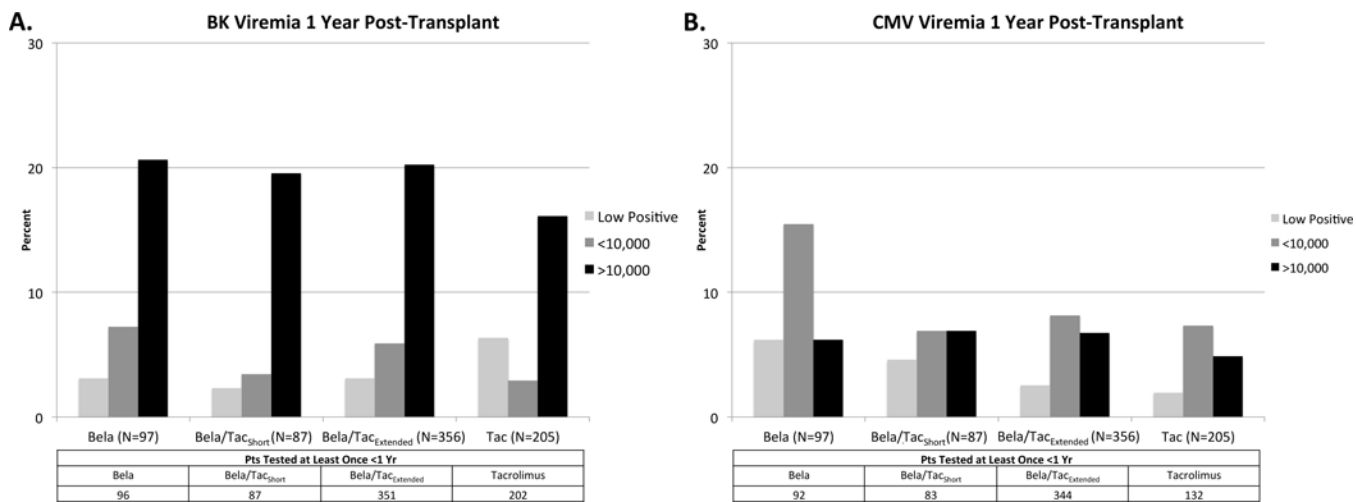 A.
BK Viremia 1 Year Post-Transplant
30
20
10
0
Percent
Low Positive
<10,000
>10,000
Bela (N=97) Bela/TacShort (N=87) Bela/TacExtended (N=356) Tac (N=205)
Pts Tested at Least Once <1 Yr
Bela Bela/TacShort Bela/TacExtended Tacrolimus
96 87 351 202
B.
CMV Viremia 1 Year Post-Transplant
30
20
10
0
Percent
Low Positive
<10,000
>10,000
Bela (N=97) Bela/TacShort(N=87) Bela/TacExtended (N=356) Tac (N=205)
Pts Tested at Least Once <1 Yr
Bela Bela/TacShort Bela/TacExtended Tacrolimus
92 83 344 132